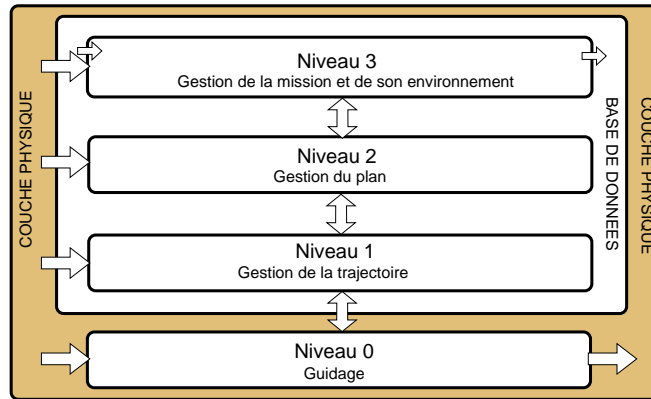 Niveau 3
Gestion de la mission et de son environnement
Niveau 2
Gestion du plan
Niveau 1
Gestion de la trajectoire
Niveau 0
Guidage
COUCHE PHYSIQUE
BASE DE DONNEES
COUCHE PHYSIQUE